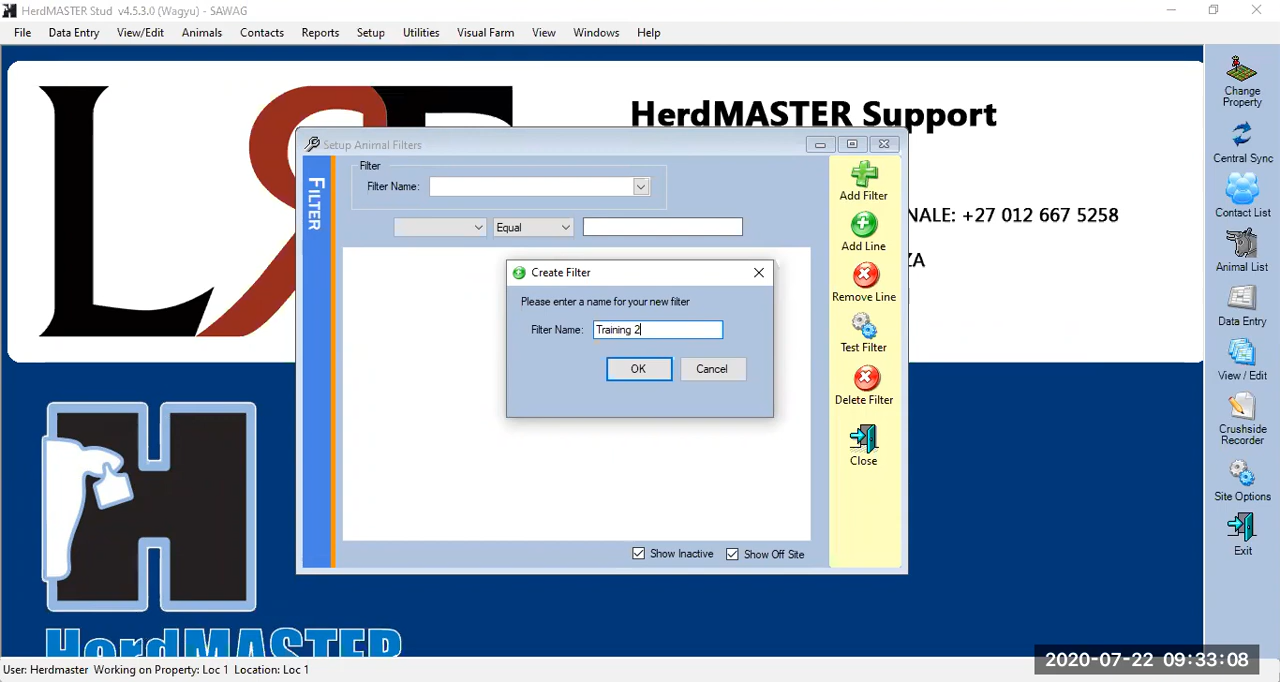 HerdMASTER Stud v4.5.3.0 (Wagyu) - SAWAG
File Data Entry View/Edit Animals Contacts Reports Setup Utilities Visual Farm View Windows Help
LSF
HerdMASTER Support
NALE: +27 012 667 5258
ZA
Setup Animal Filters
FILTER
Filter
Filter Name:
Equal
Create Filter
Please enter a name for your new filter
Filter Name: Training 2
OK Cancel
Show Inactive Show Off Site
Add Filter
Add Line
Remove Line
Test Filter
Delete Filter
Close
Change Property
Central Sync
Contact List
Animal List
Data Entry
View / Edit
Crushside Recorder
Site Options
Exit
HerdMASTER
User: Herdmaster Working on Property: Loc 1 Location: Loc 1
2020-07-22 09:33:08